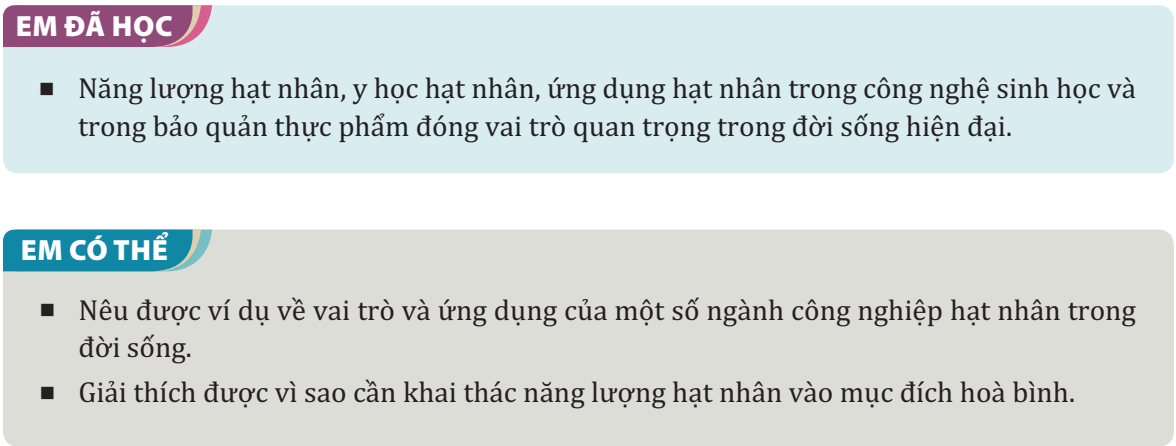 EM ĐÃ HỌC
▪ Năng lượng hạt nhân, y học hạt nhân, ứng dụng hạt nhân trong công nghệ sinh học và
trong bảo quản thực phẩm đóng vai trò quan trọng trong đời sống hiện đại.
EM CÓ THỂ
▪ Nêu được ví dụ về vai trò và ứng dụng của một số ngành công nghiệp hạt nhân trong
đời sống.
▪ Giải thích được vì sao cần khai thác năng lượng hạt nhân vào mục đích hoà bình.